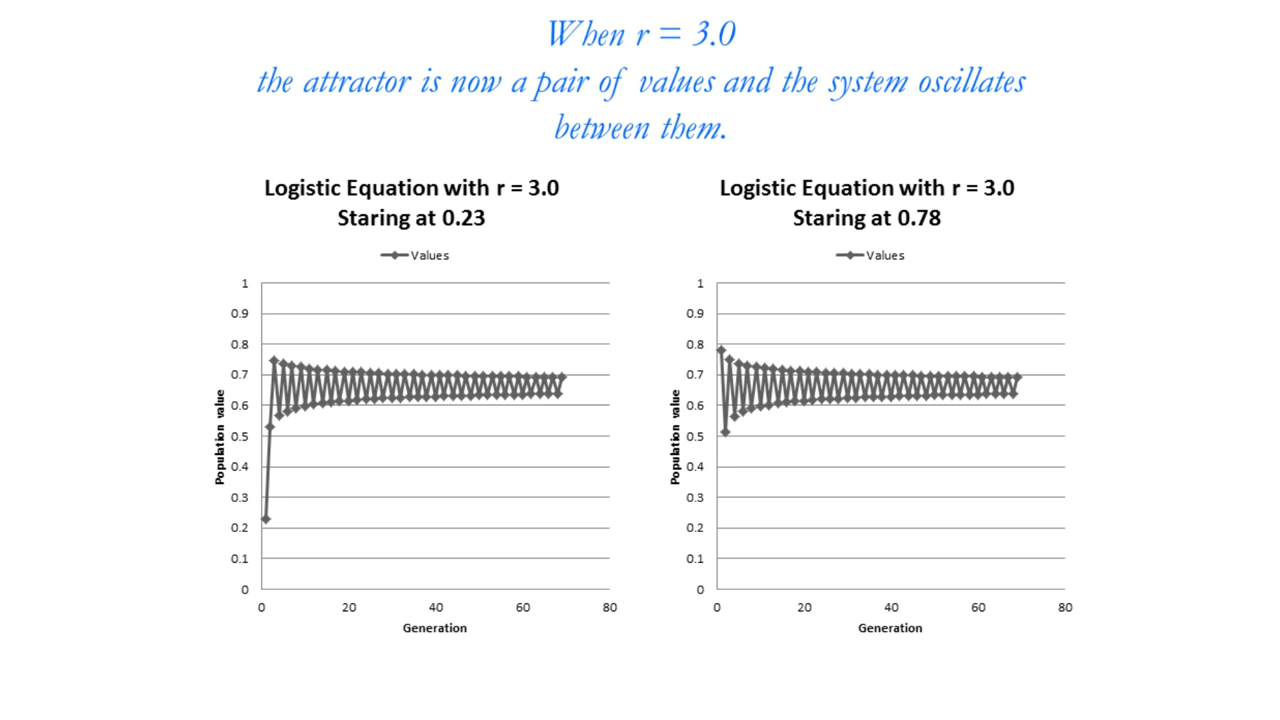 When r = 3.0
the attractor is now a pair of values and the system oscillates
between them.
Logistic Equation with r = 3.0
Staring at 0.23
Values
1
0.9
0.8
0.7
0.6
0.5
0.4
0.3
0.2
0.1
0
Population value
0 20 40 60 80
Generation
Logistic Equation with r = 3.0
Staring at 0.78
Values
1
0.9
0.8
0.7
0.6
0.5
0.4
0.3
0.2
0.1
0
Population value
0 20 40 60 80
Generation